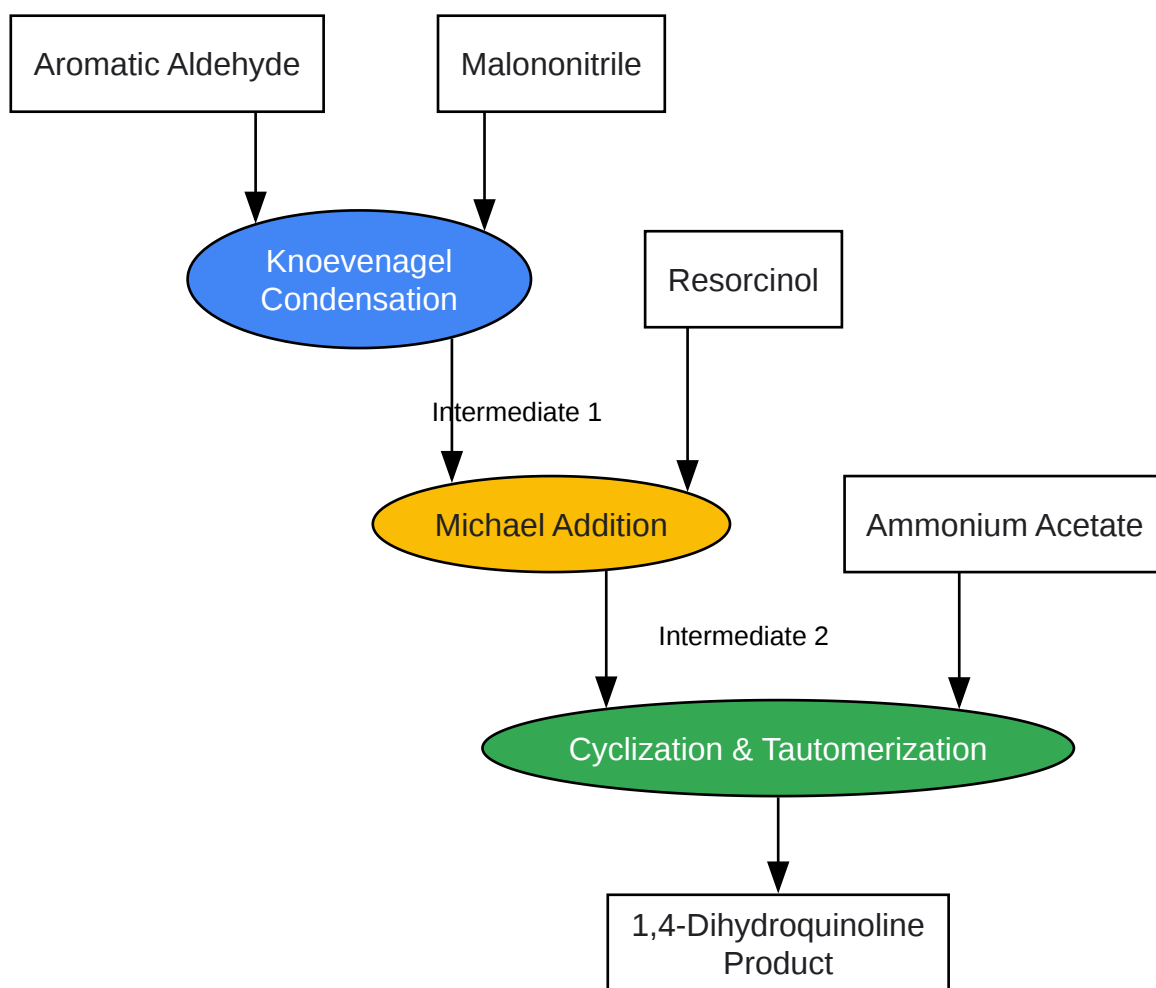 Aromatic Aldehyde
Malononitrile
Knoevenagel
Condensation
Resorcinol
Intermediate 1
Michael Addition
Ammonium Acetate
Intermediate 2
Cyclization & Tautomerization
1,4-Dihydroquinoline
Product